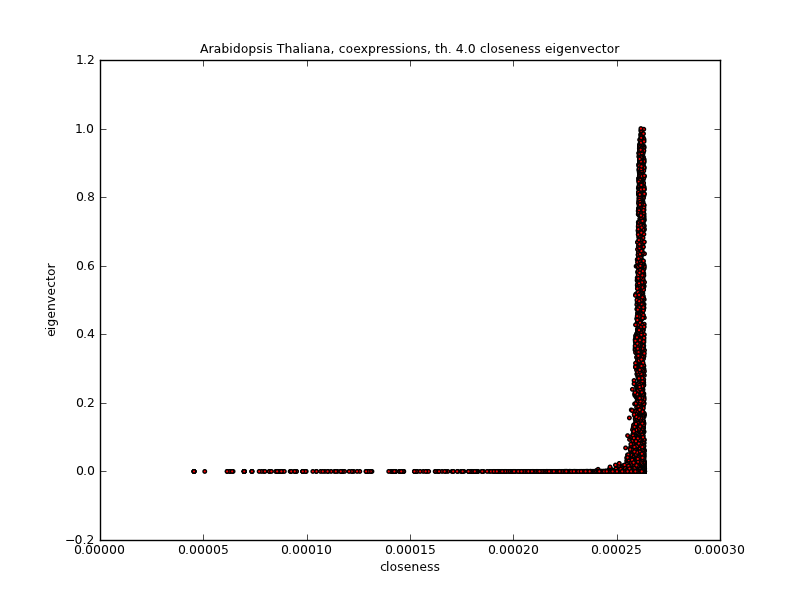 Arabidopsis Thaliana, coexpressions, th. 4.0 closeness eigenvector
1.2
1.0
0.8
0.6
0.4
0.2
0.0
−0.2
eigenvector
0.00000 0.00005 0.00010 0.00015 0.00020 0.00025 0.00030
closeness